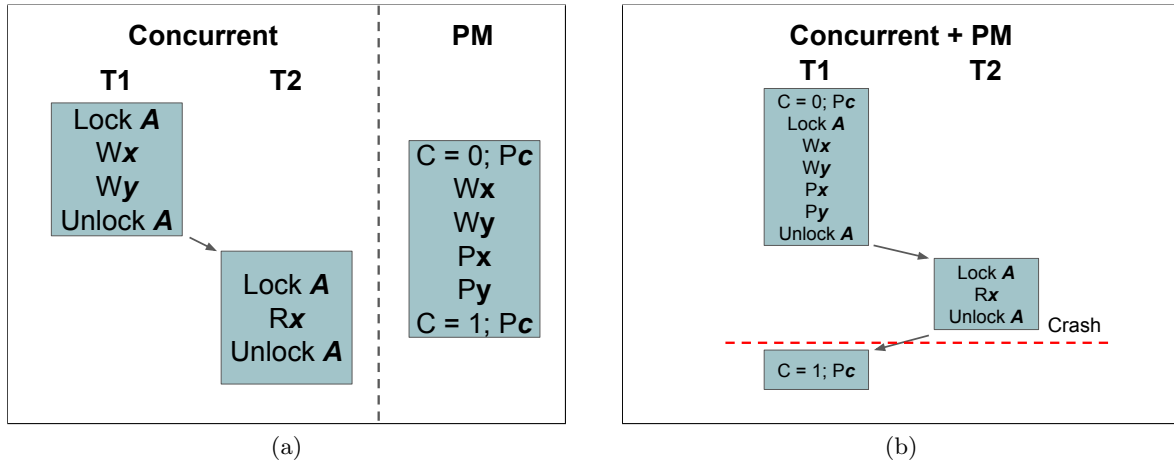 Concurrent
T1
T2
Lock A
Wx
Wy
Unlock A
Lock A
Rx
Unlock A
PM
C = 0; Pc
Wx
Wy
Px
Py
C = 1; Pc
(a)
Concurrent + PM
T1
T2
C = 0; Pc
Lock A
Wx
Wy
Px
Py
Unlock A
Lock A
Rx
Unlock A
Crash
C = 1; Pc
(b)